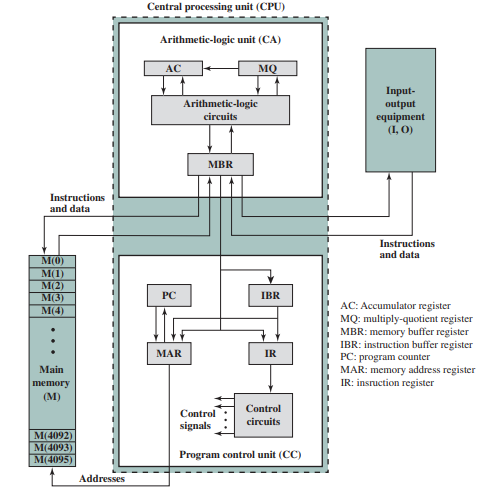 Central processing unit (CPU)
Arithmetic-logic unit (CA)
AC
MQ
Arithmetic-logic
circuits
MBR
Input-
output
equipment
(I, O)
Instructions
and data
Instructions
and data
M(0)
M(1)
M(2)
M(3)
M(4)
Main
memory
(M)
M(4092)
M(4093)
M(4095)
PC
IBR
MAR
IR
Control
signals
Control
circuits
Program control unit (CC)
Addresses
AC: Accumulator register
MQ: multiply-quotient register
MBR: memory buffer register
IBR: instruction buffer register
PC: program counter
MAR: memory address register
IR: insruction register